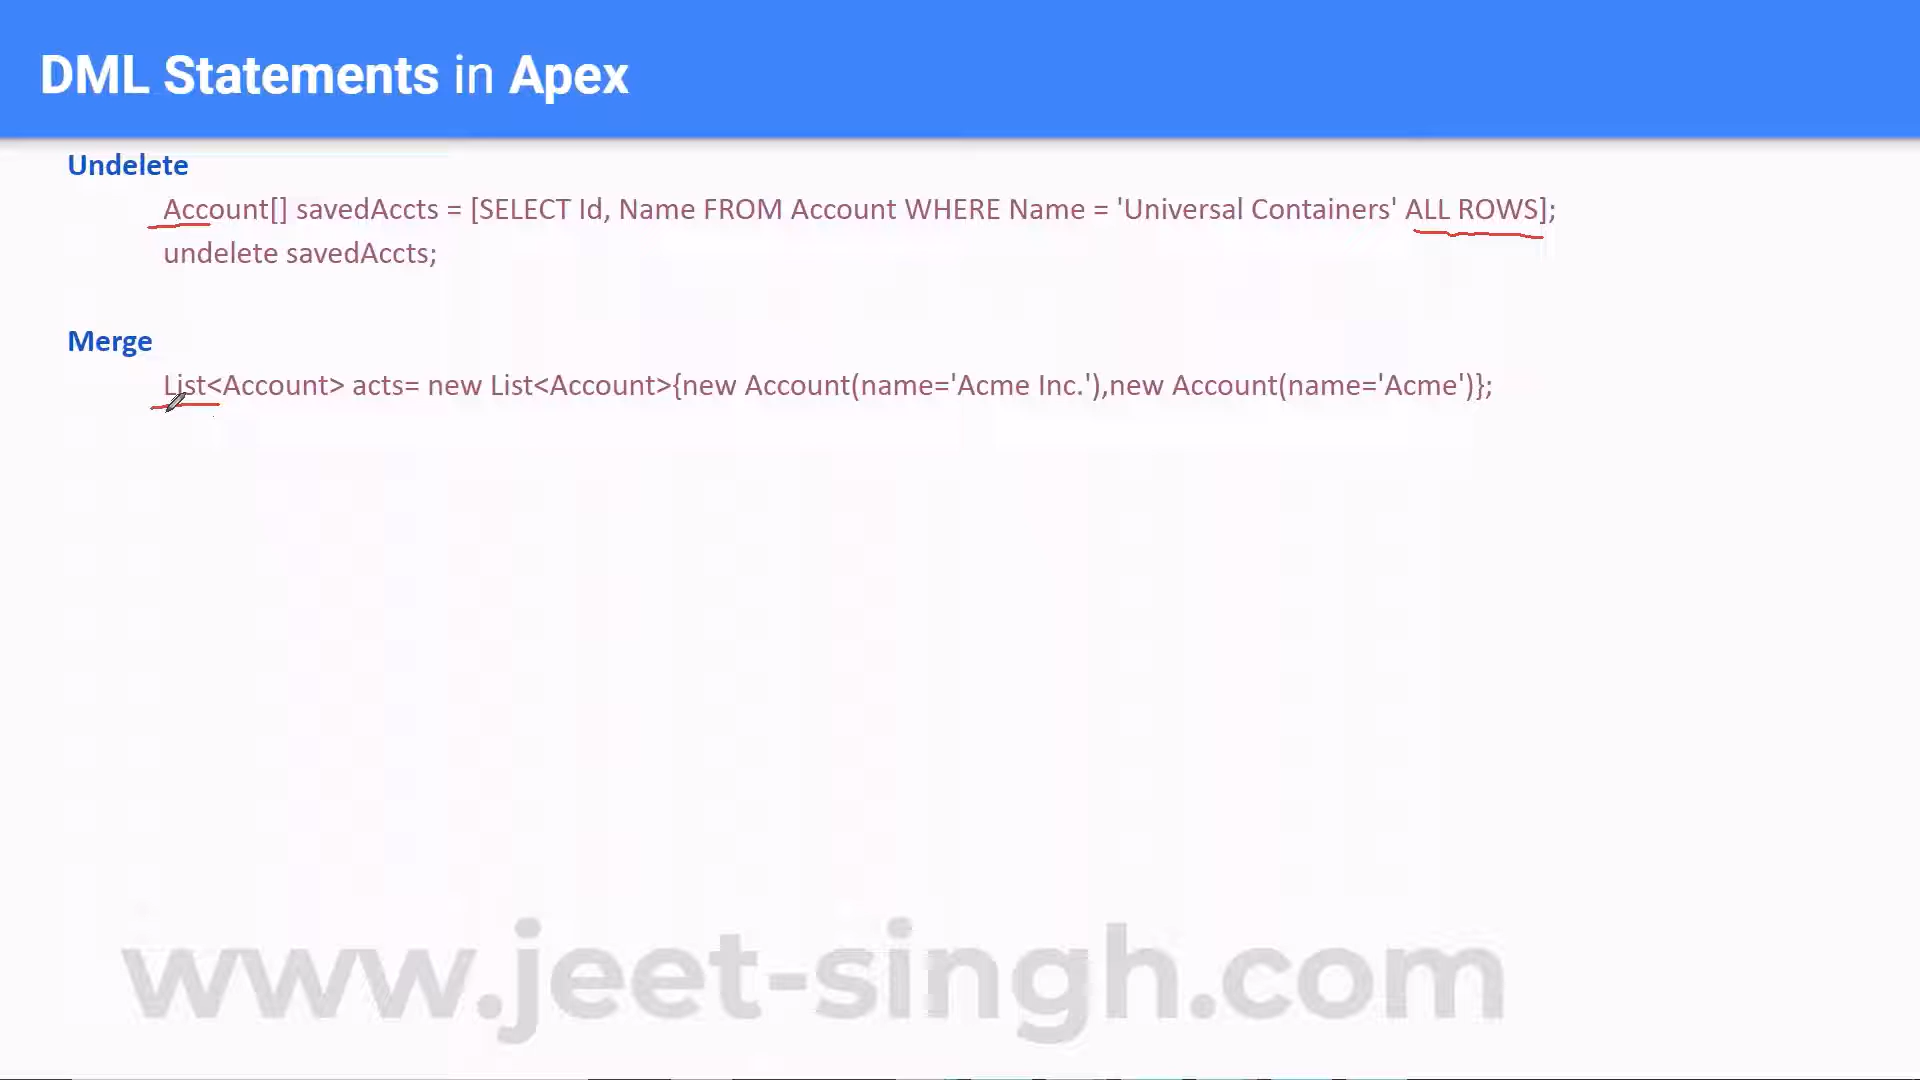 DML Statements in Apex
Undelete
Account[] savedAccts = [SELECT Id, Name FROM Account WHERE Name = 'Universal Containers' ALL ROWS];
undelete savedAccts;
Merge
List<Account> acts= new List<Account>{new Account(name='Acme Inc.'),new Account(name='Acme')};
www.jeet-singh.com